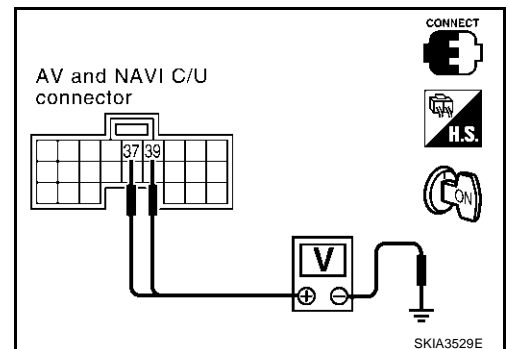 CONNECT
AV and NAVI C/U
connector
H.S.
37 39
ON
V
+ −
SKIA3529E